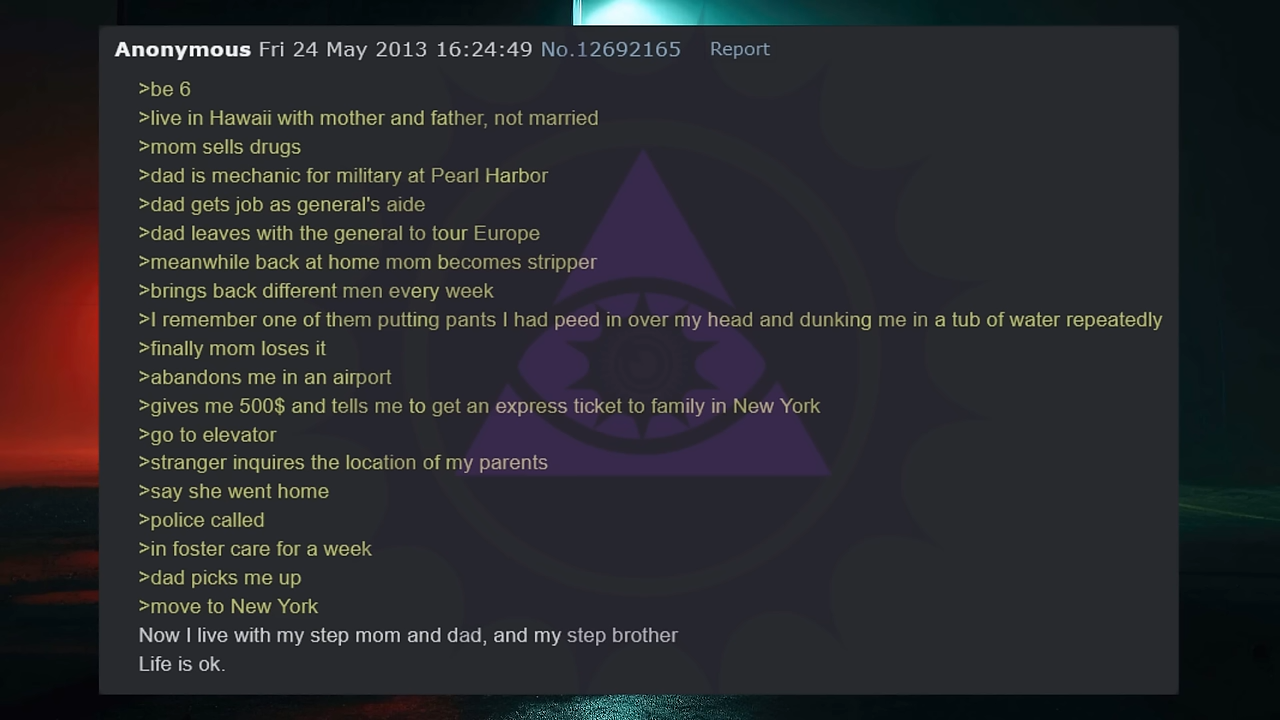 Anonymous Fri 24 May 2013 16:24:49 No.12692165 Report
>be 6
>live in Hawaii with mother and father, not married
>mom sells drugs
>dad is mechanic for military at Pearl Harbor
>dad gets job as general's aide
>dad leaves with the general to tour Europe
>meanwhile back at home mom becomes stripper
>brings back different men every week
>I remember one of them putting pants I had peed in over my head and dunking me in a tub of water repeatedly
>finally mom loses it
>abandons me in an airport
>gives me 500$ and tells me to get an express ticket to family in New York
>go to elevator
>stranger inquires the location of my parents
>say she went home
>police called
>in foster care for a week
>dad picks me up
>move to New York
Now I live with my step mom and dad, and my step brother
Life is ok.